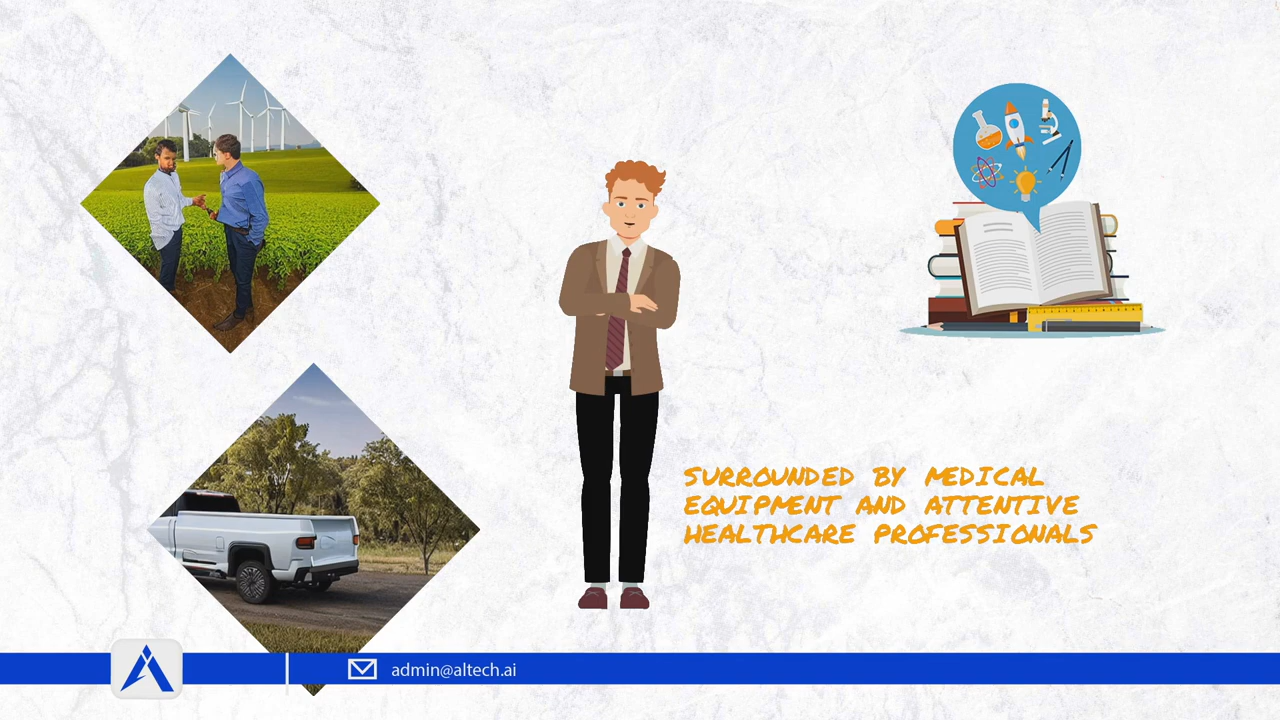 SURROUNDED BY MEDICAL
EQUIPMENT AND ATTENTIVE
HEALTHCARE PROFESSIONALS
admin@altech.ai